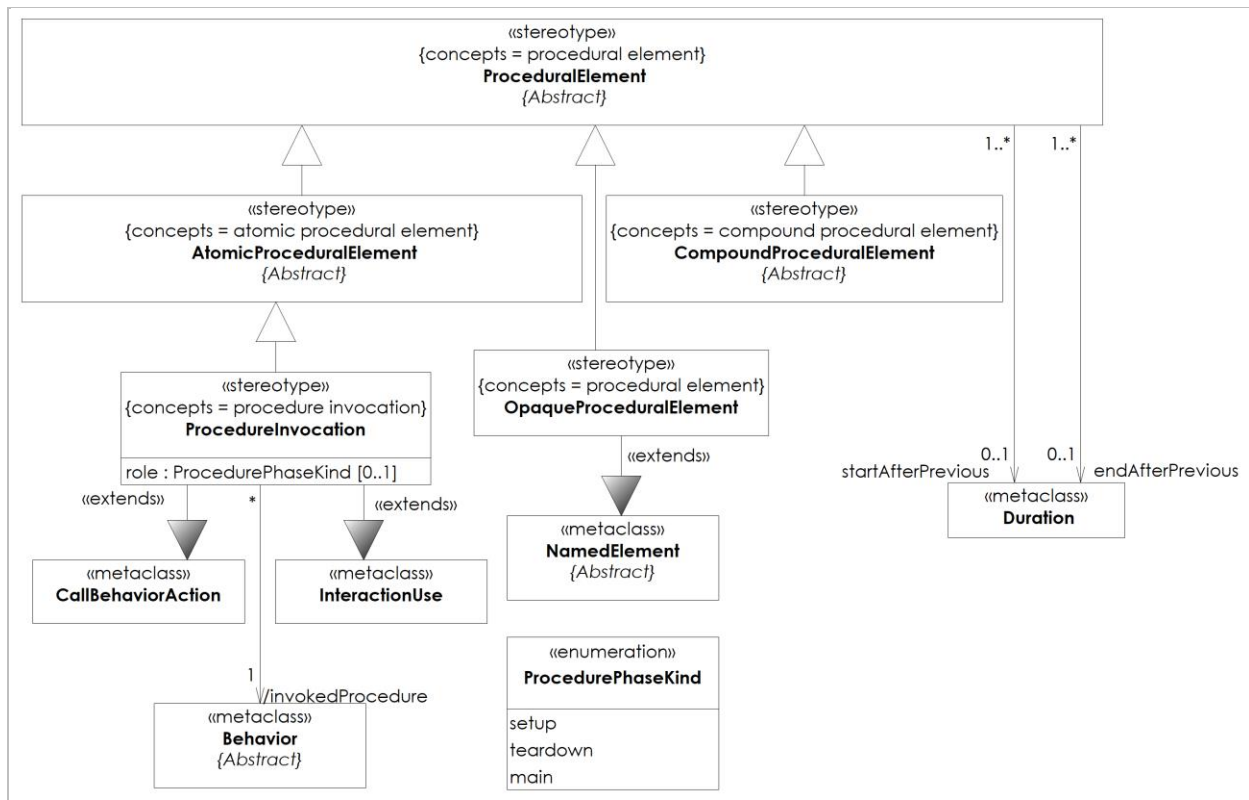 «stereotype»
{concepts = procedural element}
ProceduralElement
{Abstract}
1..*
1..*
«stereotype»
{concepts = atomic procedural element}
AtomicProceduralElement
{Abstract}
«stereotype»
{concepts = compound procedural element}
CompoundProceduralElement
{Abstract}
«stereotype»
{concepts = procedure invocation}
ProcedureInvocation
role : ProcedurePhaseKind [0..1]
«stereotype»
{concepts = procedural element}
OpaqueProceduralElement
«extends»
*
«extends»
«extends»
0..1
startAfterPrevious
0..1
endAfterPrevious
«metaclass»
Duration
«metaclass»
NamedElement
{Abstract}
«metaclass»
CallBehaviorAction
«metaclass»
InteractionUse
1
/invokedProcedure
«metaclass»
Behavior
{Abstract}
«enumeration»
ProcedurePhaseKind
setup
teardown
main